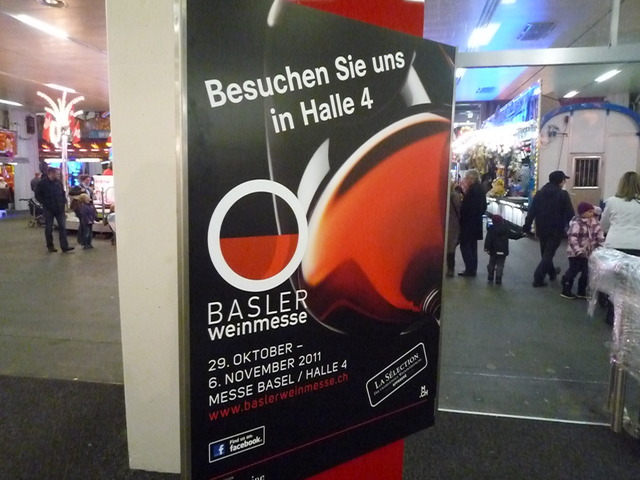 Besuchen Sie uns
in Halle 4
BASLER
weinmesse
29. OKTOBER –
6. NOVEMBER 2011
MESSE BASEL / HALLE 4
www.baslerweinmesse.ch
LA SÉLECTION
Find us on
facebook.